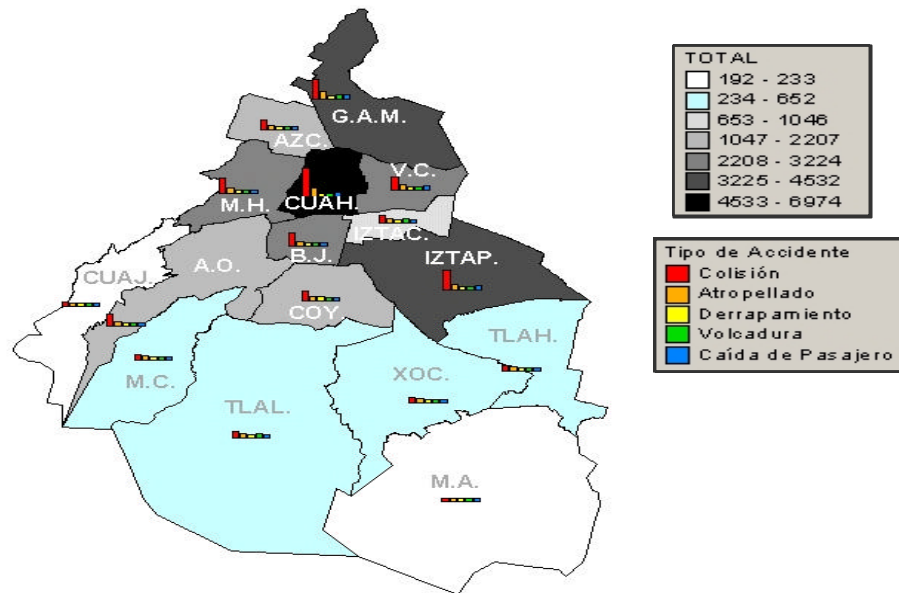 TOTAL
192 - 233
234 - 652
653 - 1046
1047 - 2207
2208 - 3224
3225 - 4532
4533 - 6974
Tipo de Accidente
Colisión
Atropellado
Derrapamiento
Volcadura
Caída de Pasajero
G.A.M.
AZC.
V.C.
M.H.
CUAH.
IZTAC.
B.J.
IZTAP.
CUAJ.
A.O.
COY
TLAH.
M.C.
XOC.
TLAL.
M.A.